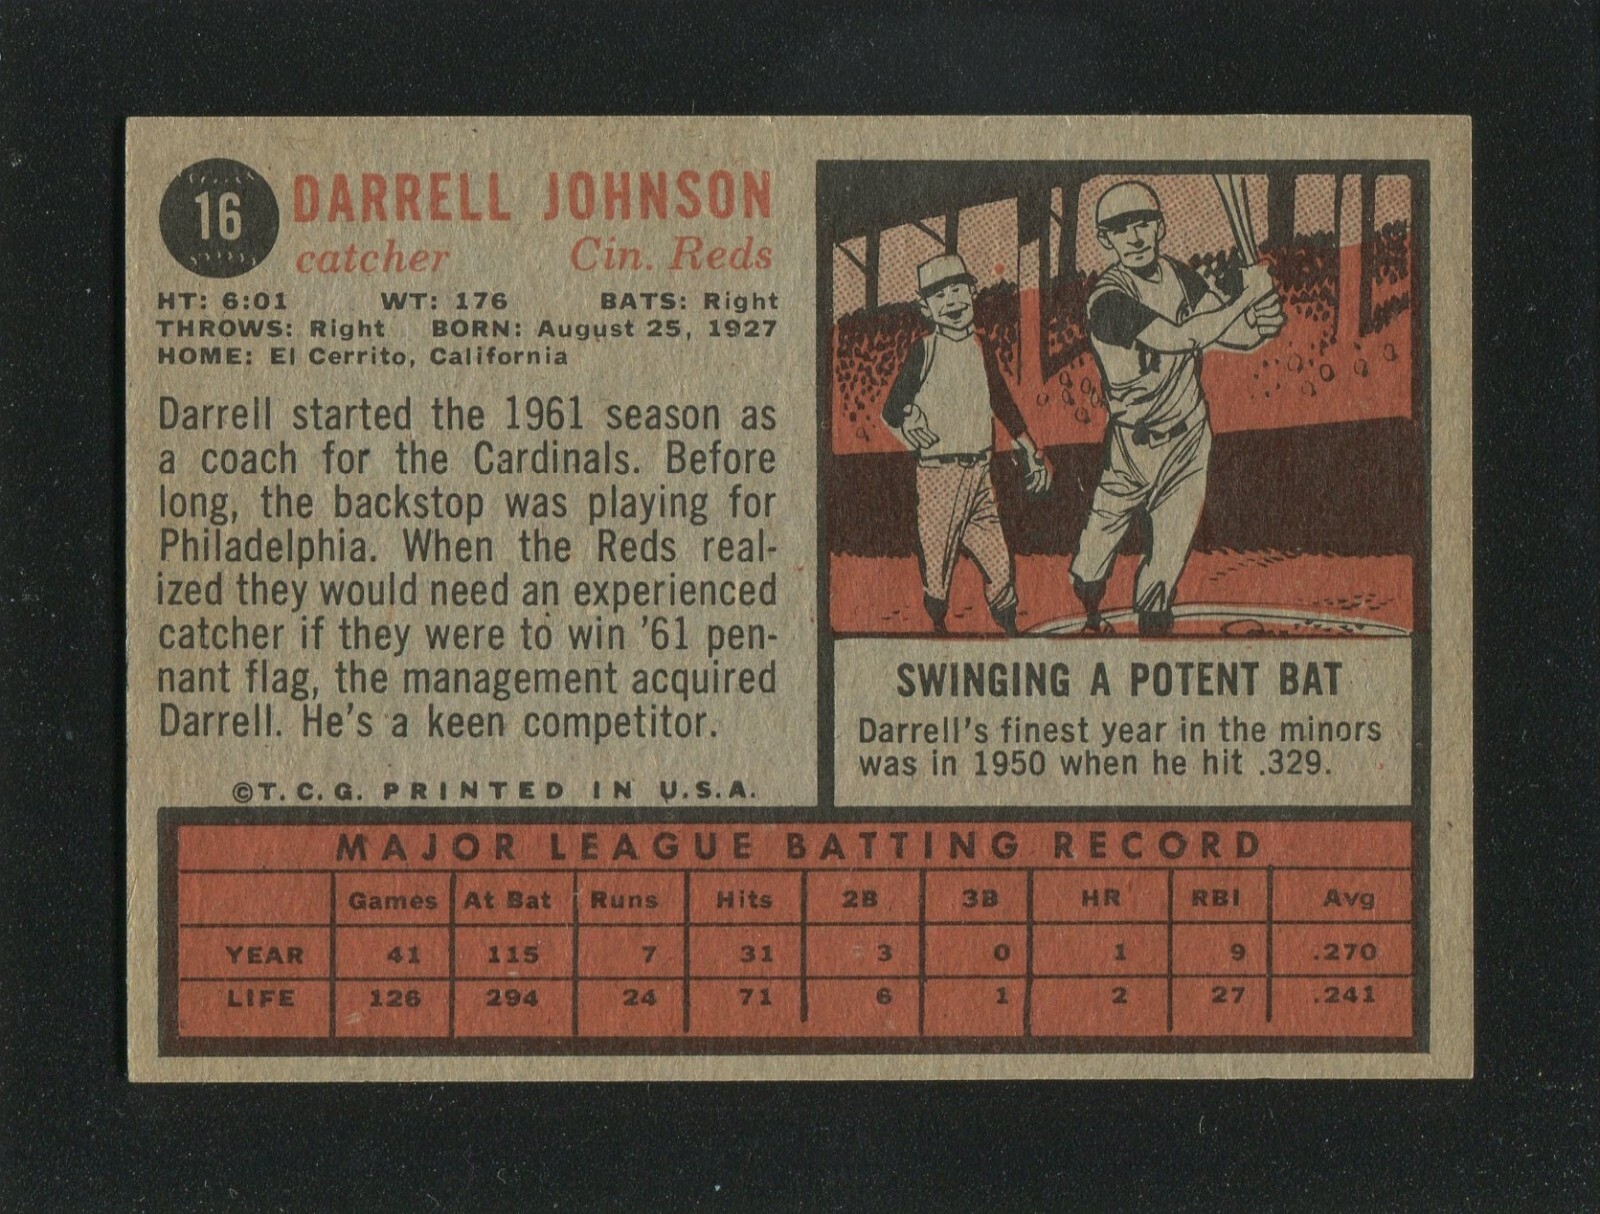 16
DARRELL JOHNSON
catcher Cin. Reds
HT: 6:01 WT: 176 BATS: Right
THROWS: Right BORN: August 25, 1927
HOME: El Cerrito, California
Darrell started the 1961 season as
a coach for the Cardinals. Before
long, the backstop was playing for
Philadelphia. When the Reds real-
ized they would need an experienced
catcher if they were to win '61 pen-
nant flag, the management acquired
Darrell. He's a keen competitor.
©T.C.G. PRINTED IN U.S.A.
SWINGING A POTENT BAT
Darrell's finest year in the minors
was in 1950 when he hit .329.
MAJOR LEAGUE BATTING RECORD
Games At Bat Runs Hits 2B 3B HR RBI Avg
YEAR 41 115 7 31 3 0 1 9 .270
LIFE 126 294 24 71 6 1 2 27 .241